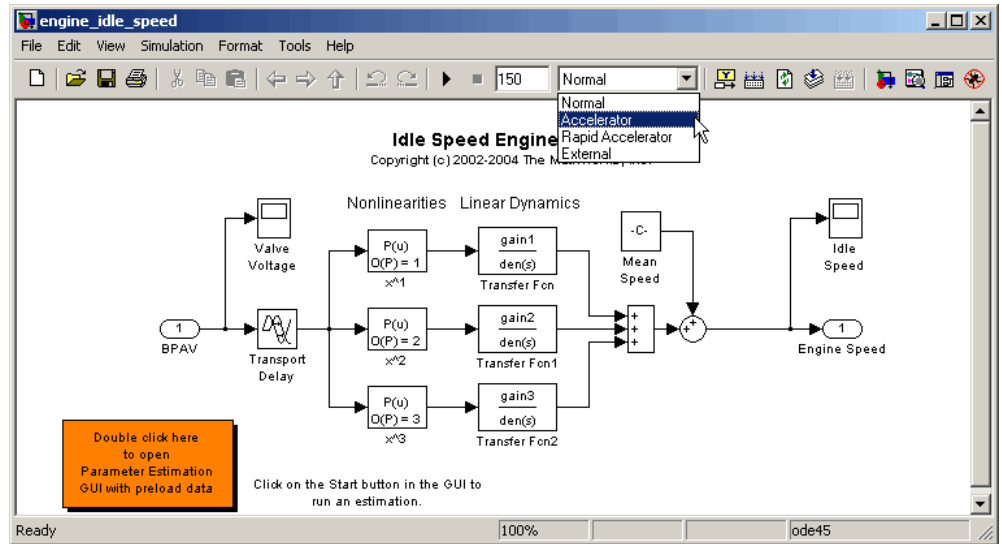 engine_idle_speed
File Edit View Simulation Format Tools Help
150 Normal
Normal
Accelerator
Rapid Accelerator
External
Idle Speed Engine
Copyright (c) 2002-2004 The
Nonlinearities Linear Dynamics
Valve
Voltage
P(u)
O(P) = 1
x^1
gain1
den(s)
Transfer Fcn
-C-
Mean
Speed
Idle
Speed
1
BPAV
Transport
Delay
P(u)
O(P) = 2
x^2
gain2
den(s)
Transfer Fcn1
+
+
+
+
+
1
Engine Speed
P(u)
O(P) = 3
x^3
gain3
den(s)
Transfer Fcn2
Double click here
to open
Parameter Estimation
GUI with preload data
Click on the Start button in the GUI to
run an estimation.
Ready 100% ode45